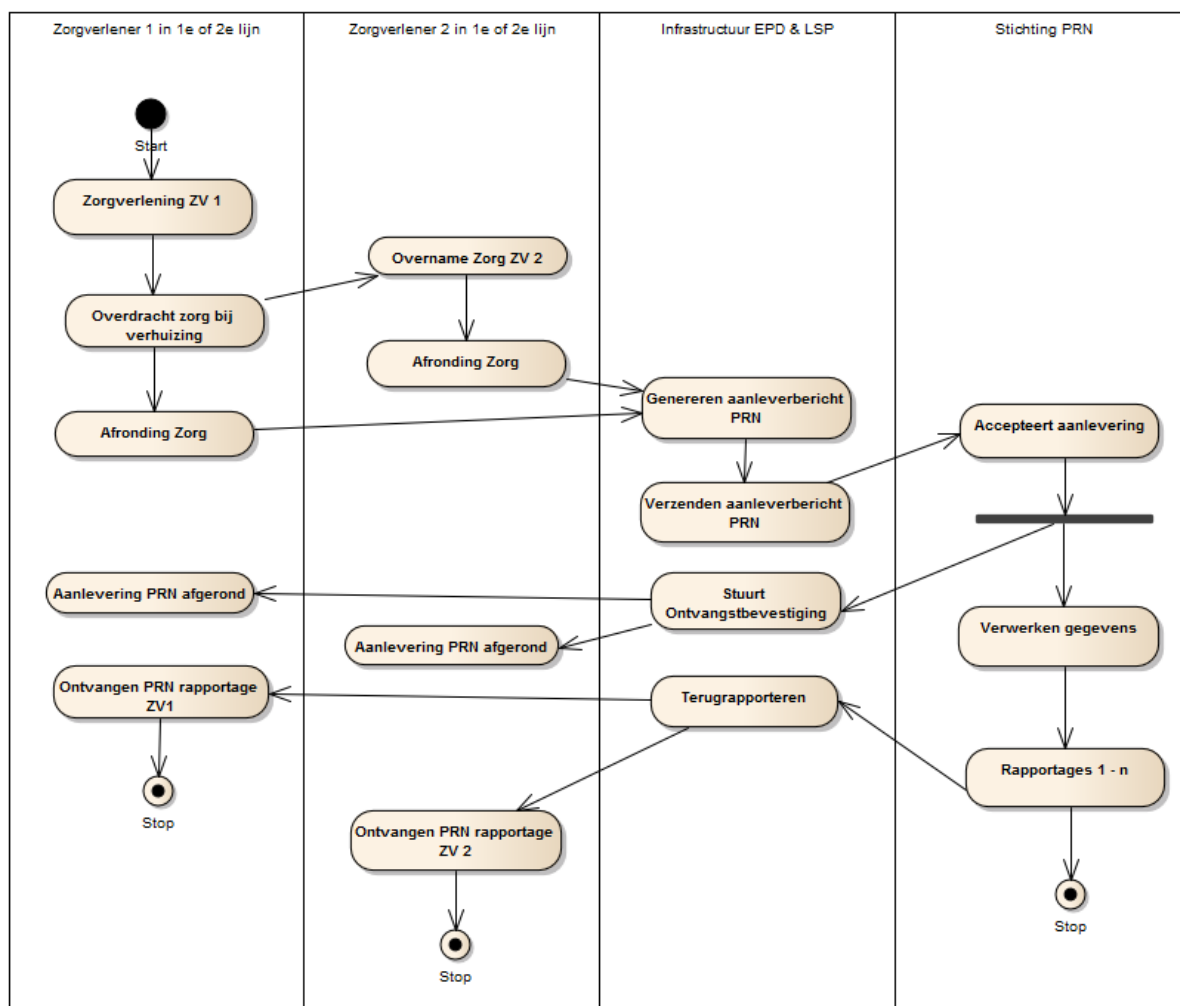 Zorgverlener 1 in 1e of 2e lijn
Zorgverlener 2 in 1e of 2e lijn
Infrastructuur EPD & LSP
Stichting PRN
Start
Zorgverlening ZV 1
Overdracht zorg bij
verhuizing
Afronding Zorg
Aanlevering PRN afgerond
Ontvangen PRN rapportage
ZV1
Stop
Overname Zorg ZV 2
Afronding Zorg
Aanlevering PRN afgerond
Ontvangen PRN rapportage
ZV 2
Stop
Genereren aanleverbericht
PRN
Verzenden aanleverbericht
PRN
Stuurt
Ontvangstbevestiging
Terugrapporteren
Accepteert aanlevering
Verwerken gegevens
Rapportages 1 - n
Stop